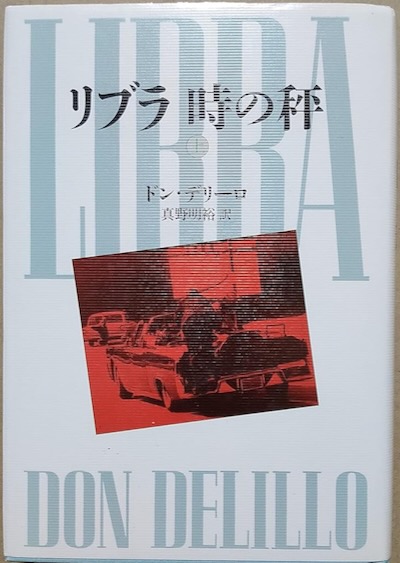 LIBRA
リブラ 時の秤
上
ドン・デリーロ
真野明裕 訳
DON DELILLO